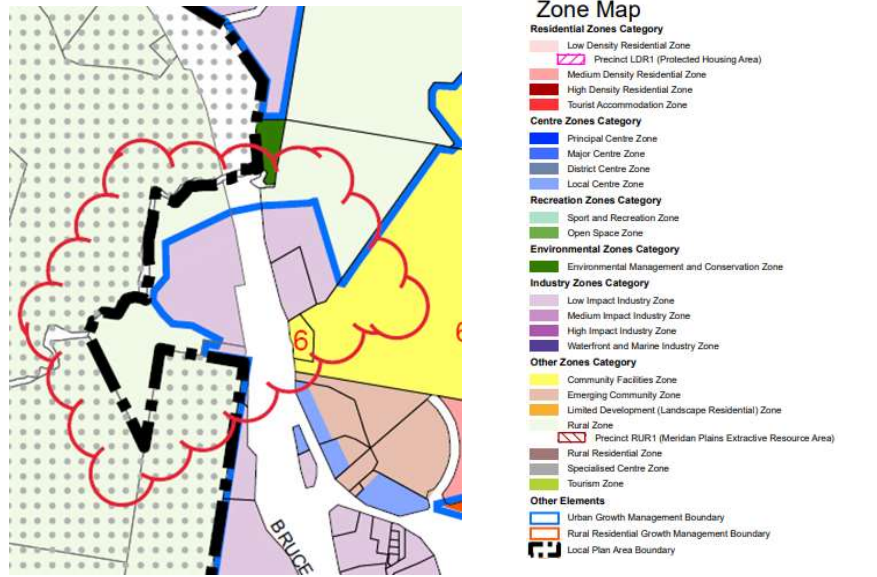 6
6
BRUCE
Zone Map
Residential Zones Category
Low Density Residential Zone
Precinct LDR1 (Protected Housing Area)
Medium Density Residential Zone
High Density Residential Zone
Tourist Accommodation Zone
Centre Zones Category
Principal Centre Zone
Major Centre Zone
District Centre Zone
Local Centre Zone
Recreation Zones Category
Sport and Recreation Zone
Open Space Zone
Environmental Zones Category
Environmental Management and Conservation Zone
Industry Zones Category
Low Impact Industry Zone
Medium Impact Industry Zone
High Impact Industry Zone
Waterfront and Marine Industry Zone
Other Zones Category
Community Facilities Zone
Emerging Community Zone
Limited Development (Landscape Residential) Zone
Rural Zone
Precinct RUR1 (Meridan Plains Extractive Resource Area)
Rural Residential Zone
Specialised Centre Zone
Tourism Zone
Other Elements
Urban Growth Management Boundary
Rural Residential Growth Management Boundary
Local Plan Area Boundary